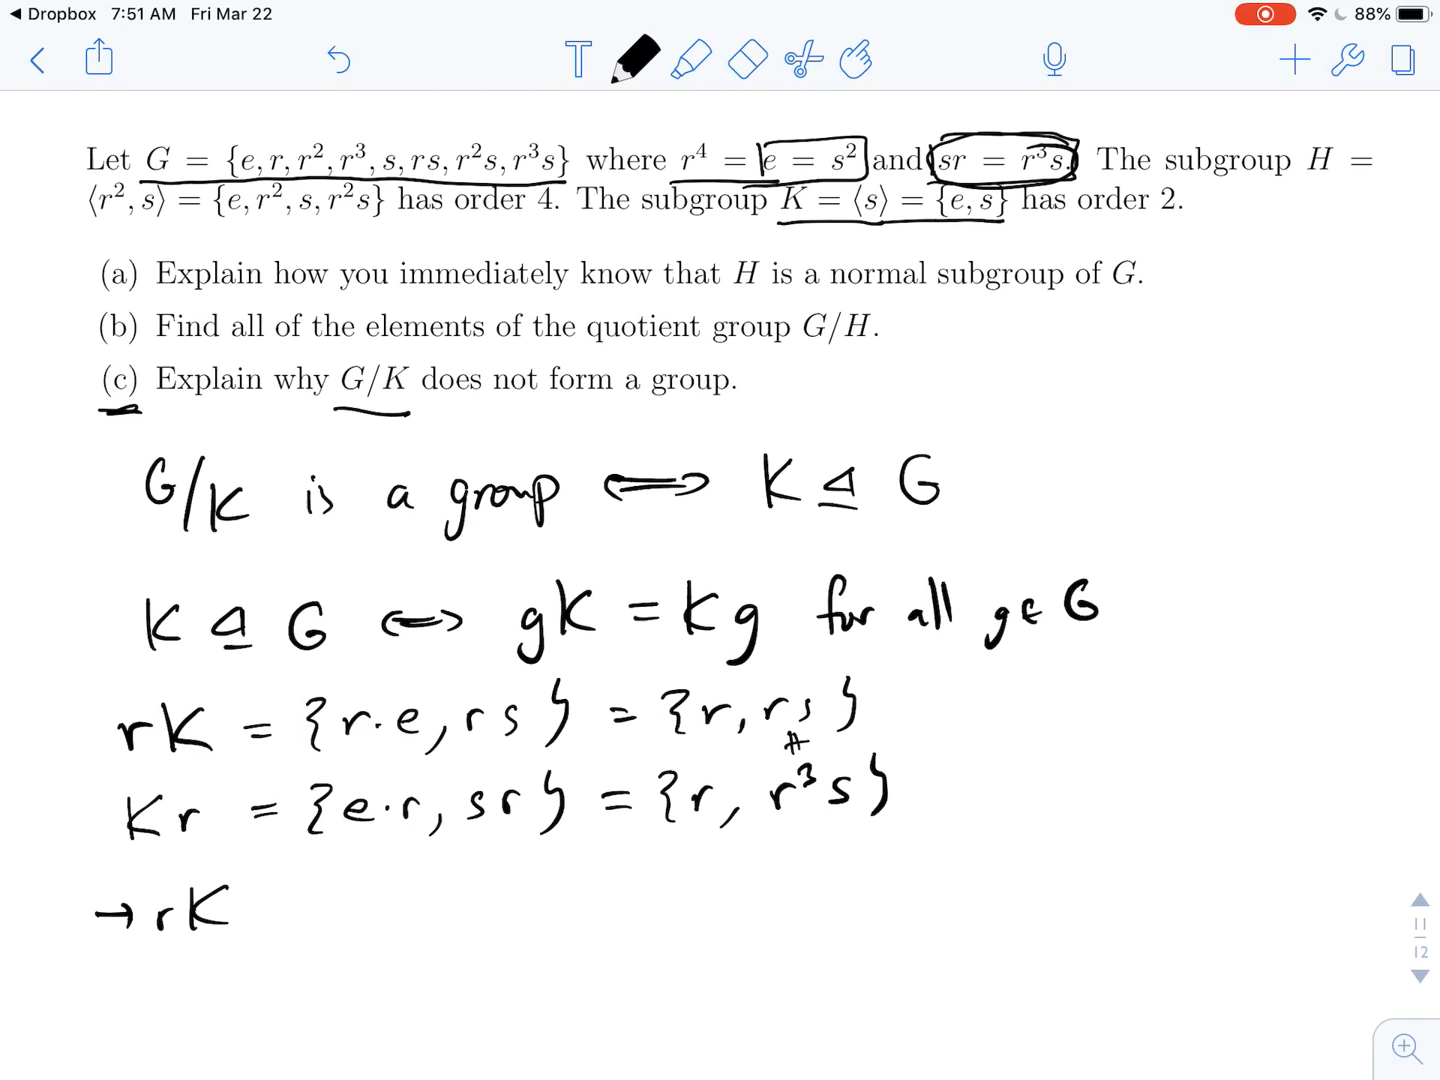 Dropbox 7:51 AM Fri Mar 22 88%
T
Let G = {e, r, r², r³, s, rs, r²s, r³s} where r⁴ = e = s² and sr = r³s. The subgroup H =
⟨r², s⟩ = {e, r², s, r²s} has order 4. The subgroup K = ⟨s⟩ = {e, s} has order 2.
(a) Explain how you immediately know that H is a normal subgroup of G.
(b) Find all of the elements of the quotient group G/H.
(c) Explain why G/K does not form a group.
G/K is a group ⟺ K ⊴ G
K ⊴ G ⟺ gK = Kg for all g ∈ G
rK = {r·e, rs} = {r, rs}
≠
Kr = {e·r, sr} = {r, r³s}
→ rK
11
12